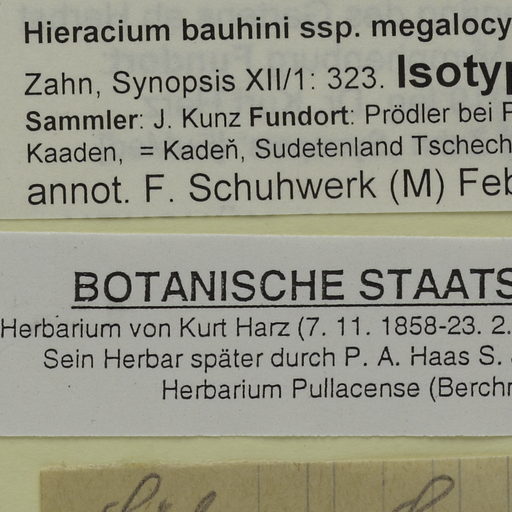 Hieracium bauhini ssp. megalocy
Zahn, Synopsis XII/1: 323. Isotyp
Sammler: J. Kunz Fundort: Prödler bei
Kaaden, = Kadeň, Sudetenland Tschech
annot. F. Schuhwerk (M) Feb
BOTANISCHE STAATS
Herbarium von Kurt Harz (7. 11. 1858-23. 2.
Sein Herbar später durch P. A. Haas S.
Herbarium Pullacense (Berchm